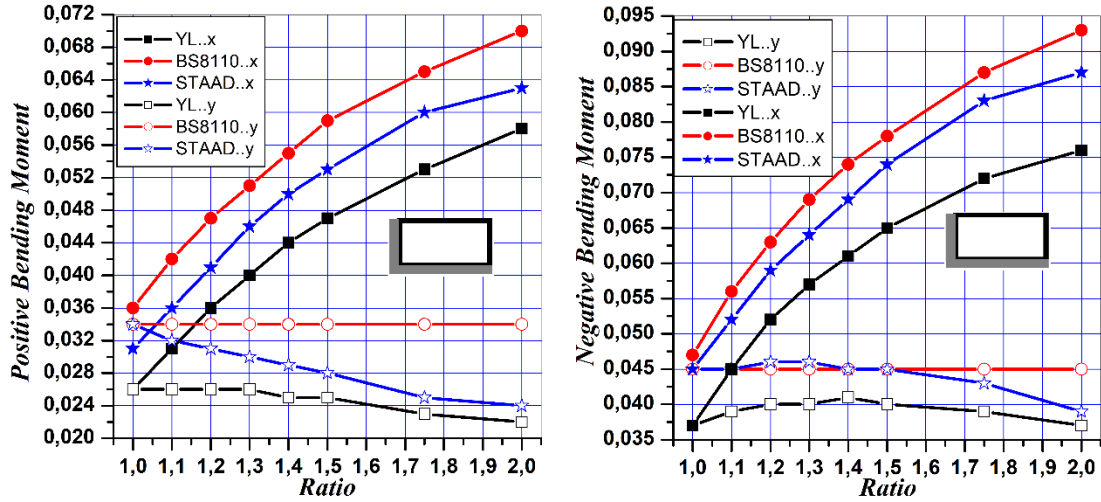 Positive Bending Moment
0,072
0,068
0,064
0,060
0,056
0,052
0,048
0,044
0,040
0,036
0,032
0,028
0,024
0,020
YL..x
BS8110..x
STAAD..x
YL..y
BS8110..y
STAAD..y
1,0 1,1 1,2 1,3 1,4 1,5 1,6 1,7 1,8 1,9 2,0
Ratio
Negative Bending Moment
0,095
0,090
0,085
0,080
0,075
0,070
0,065
0,060
0,055
0,050
0,045
0,040
0,035
YL..y
BS8110..y
STAAD..y
YL..x
BS8110..x
STAAD..x
1,0 1,1 1,2 1,3 1,4 1,5 1,6 1,7 1,8 1,9 2,0
Ratio